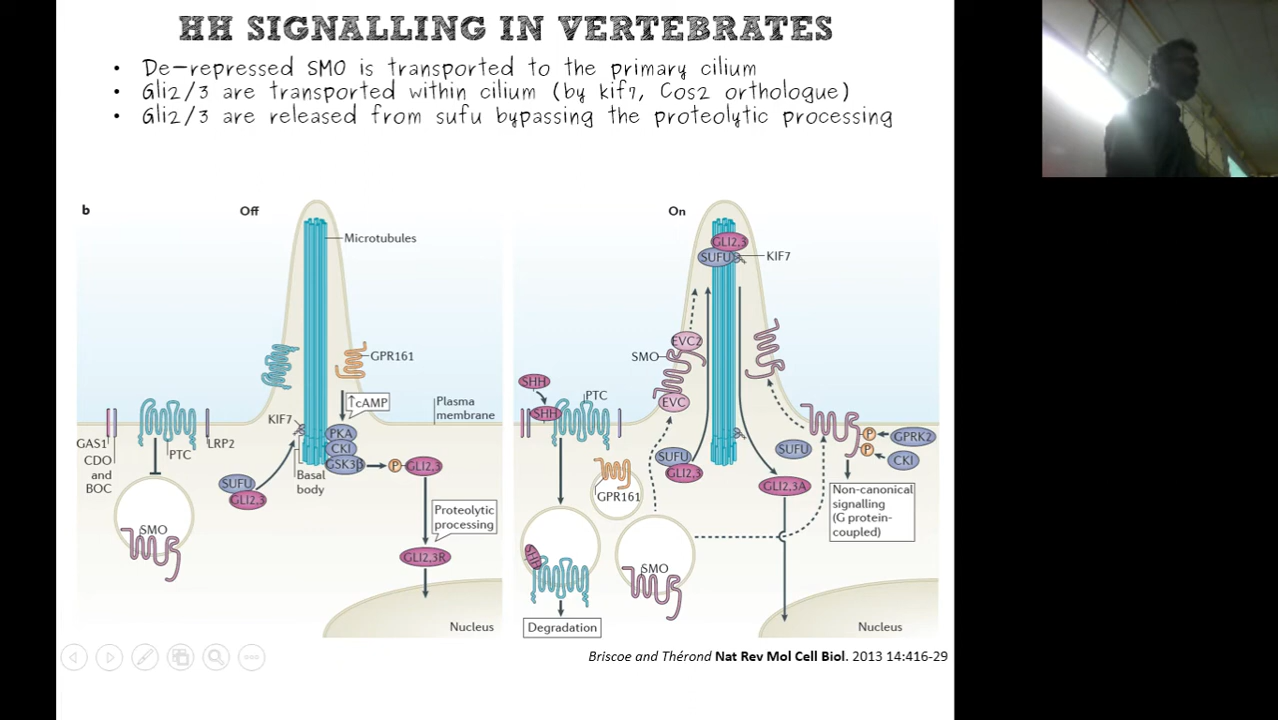 HH SIGNALLING IN VERTEBRATES
• De-repressed SMO is transported to the primary cilium
• Gli2/3 are transported within cilium (by kif7, Cos2 orthologue)
• Gli2/3 are released from sufu bypassing the proteolytic processing
b
Off
Microtubules
GPR161
↑cAMP
KIF7
PKA
CKI
GSK3β
P
GLI2,3
Plasma
membrane
GAS1
CDO
and
BOC
PTC
LRP2
SUFU
GLI2,3
Basal
body
SMO
Proteolytic
processing
GLI2,3R
Nucleus
On
GLI2,3
SUFU
KIF7
EVC2
SMO
EVC
SHH
SHH
PTC
SUFU
GLI2,3
GPR161
SHH
SMO
Degradation
SUFU
GLI2,3A
P
GPRK2
P
CKI
Non-canonical
signalling
(G protein-
coupled)
Nucleus
Briscoe and Thérond Nat Rev Mol Cell Biol. 2013 14:416-29